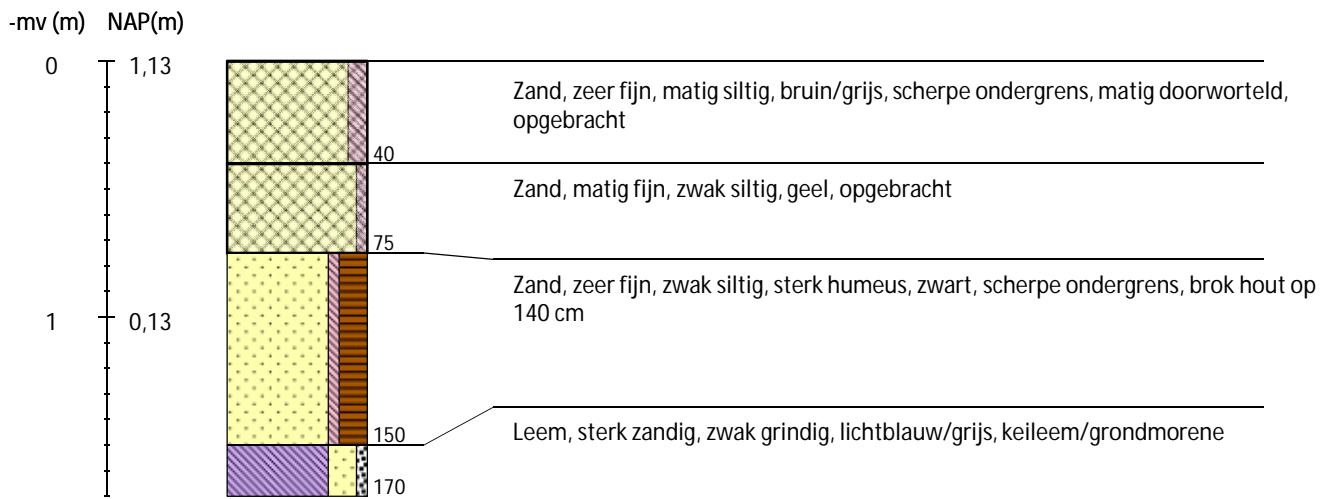 -mv (m) NAP(m)
0 1,13
Zand, zeer fijn, matig siltig, bruin/grijs, scherpe ondergrens, matig doorworteld,
opgebracht
40
Zand, matig fijn, zwak siltig, geel, opgebracht
75
Zand, zeer fijn, zwak siltig, sterk humeus, zwart, scherpe ondergrens, brok hout op
140 cm
1 0,13
150
Leem, sterk zandig, zwak grindig, lichtblauw/grijs, keileem/grondmorene
170